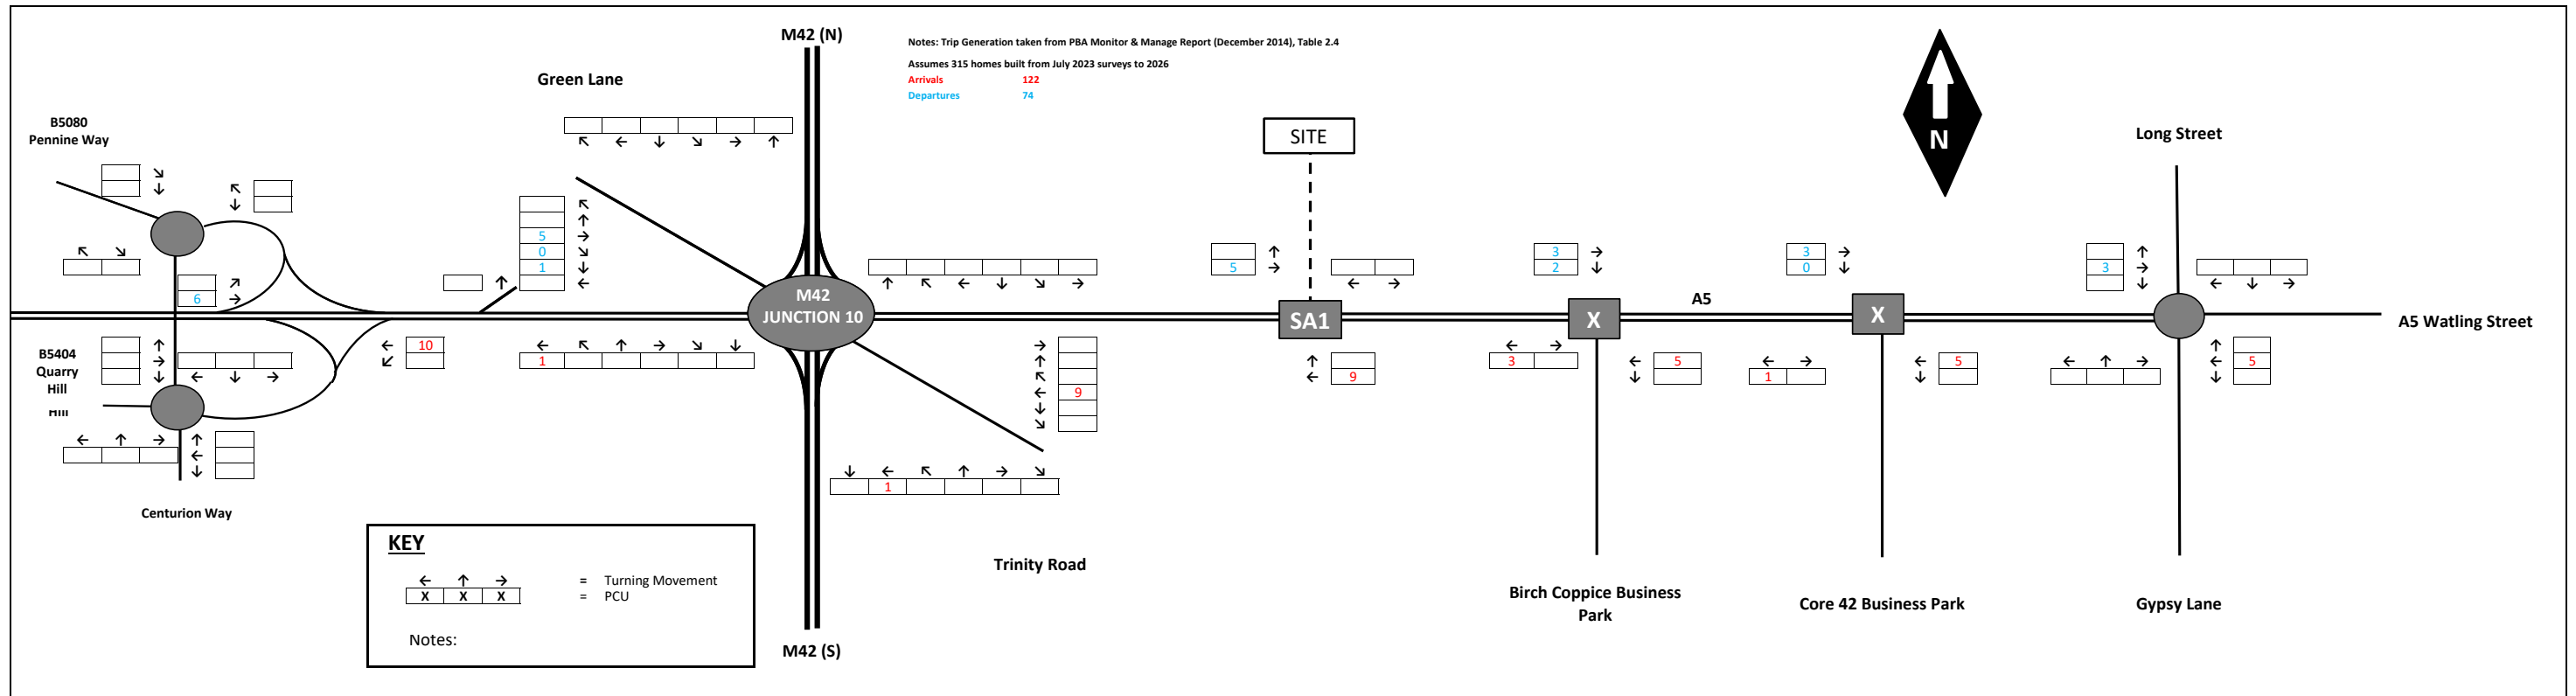 M42 (N)
Notes: Trip Generation taken from PBA Monitor & Manage Report (December 2014), Table 2.4
Assumes 315 homes built from July 2023 surveys to 2026
Arrivals 122
Departures 74
Green Lane
B5080
Pennine Way
SITE
N
Long Street
↖ ← ↓ ↘ → ↑
↘
↓
↖
↓
↖ ↘
↗
6 →
↑
↖
↑
5 →
0 ↘
1 ↓
←
↑ ↖ ← ↓ ↘ →
↑
5 →
← →
3 →
2 ↓
3 →
0 ↓
↑
3 →
↓
← ↓ →
M42
JUNCTION 10
SA1
X
A5
X
A5 Watling Street
B5404
Quarry
Hill
Hill
↑
→
↓
← ↓ →
← 10
↙
← ↖ ↑ → ↘ ↓
1
→
↑
↖
← 9
↓
↘
↑
← 9
← →
3
← 5
↓
← →
1
← 5
↓
← ↑ →
↑
← 5
↓
← ↑ →
↑
←
↓
↓ ← ↖ ↑ → ↘
1
Centurion Way
KEY
← ↑ → = Turning Movement
X X X = PCU
Notes:
Trinity Road
M42 (S)
Birch Coppice Business
Park
Core 42 Business Park
Gypsy Lane